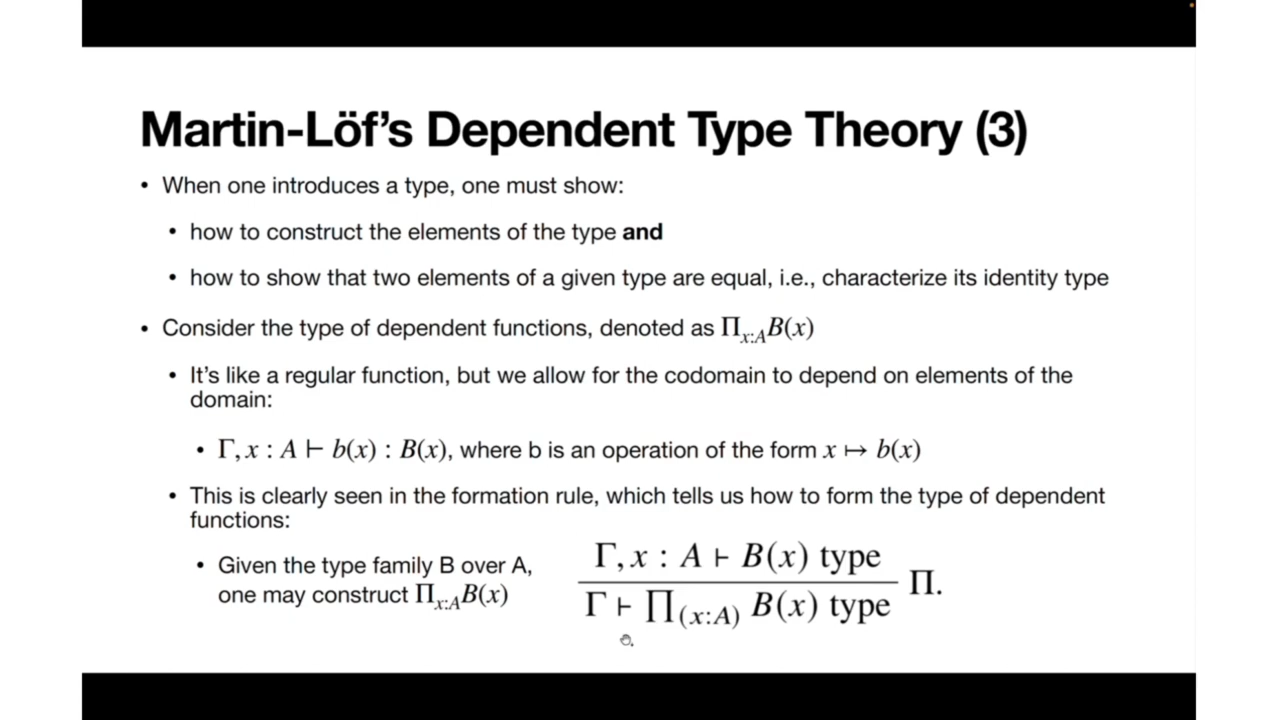 Martin-Löf's Dependent Type Theory (3)
• When one introduces a type, one must show:
• how to construct the elements of the type and
• how to show that two elements of a given type are equal, i.e., characterize its identity type
• Consider the type of dependent functions, denoted as Π_{x:A}B(x)
• It's like a regular function, but we allow for the codomain to depend on elements of the
domain:
• Γ, x : A ⊢ b(x) : B(x), where b is an operation of the form x ↦ b(x)
• This is clearly seen in the formation rule, which tells us how to form the type of dependent
functions:
• Given the type family B over A,
one may construct Π_{x:A}B(x)
Γ, x : A ⊢ B(x) type
Γ ⊢ ∏_{(x:A)} B(x) type
Π.